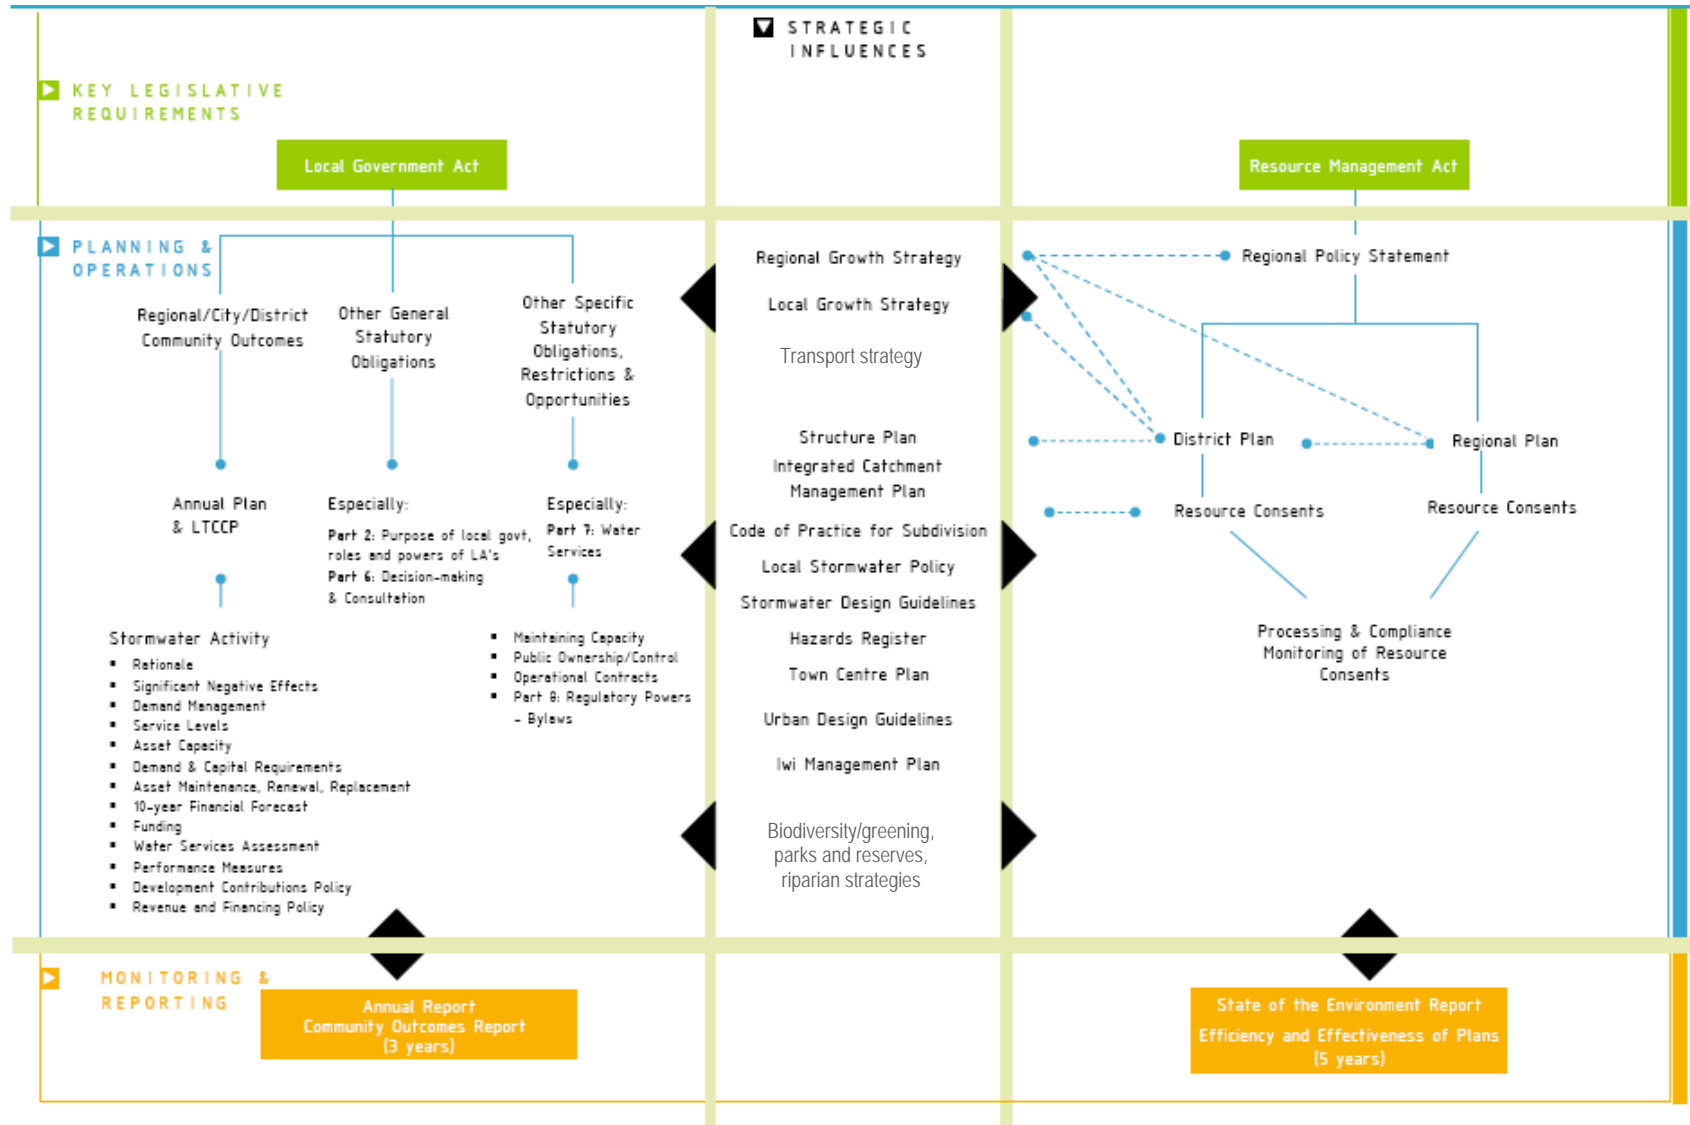 STRATEGIC
INFLUENCES
KEY LEGISLATIVE
REQUIREMENTS
Local Government Act
Resource Management Act
PLANNING &
OPERATIONS
Regional/City/District
Community Outcomes
Other General
Statutory
Obligations
Other Specific
Statutory
Obligations,
Restrictions &
Opportunities
Annual Plan
& LTCCP
Especially:
Part 2: Purpose of local govt,
roles and powers of LA's
Part 6: Decision-making
& Consultation
Especially:
Part 7: Water
Services
Stormwater Activity
▪ Rationale
▪ Significant Negative Effects
▪ Demand Management
▪ Service Levels
▪ Asset Capacity
▪ Demand & Capital Requirements
▪ Asset Maintenance, Renewal, Replacement
▪ 10-year Financial Forecast
▪ Funding
▪ Water Services Assessment
▪ Performance Measures
▪ Development Contributions Policy
▪ Revenue and Financing Policy
▪ Maintaining Capacity
▪ Public Ownership/Control
▪ Operational Contracts
▪ Part 8: Regulatory Powers
- Bylaws
Regional Growth Strategy
Local Growth Strategy
Transport strategy
Structure Plan
Integrated Catchment
Management Plan
Code of Practice for Subdivision
Local Stormwater Policy
Stormwater Design Guidelines
Hazards Register
Town Centre Plan
Urban Design Guidelines
Iwi Management Plan
Biodiversity/greening,
parks and reserves,
riparian strategies
Regional Policy Statement
District Plan
Regional Plan
Resource Consents
Resource Consents
Processing & Compliance
Monitoring of Resource
Consents
MONITORING &
REPORTING
Annual Report
Community Outcomes Report
(3 years)
State of the Environment Report
Efficiency and Effectiveness of Plans
(5 years)